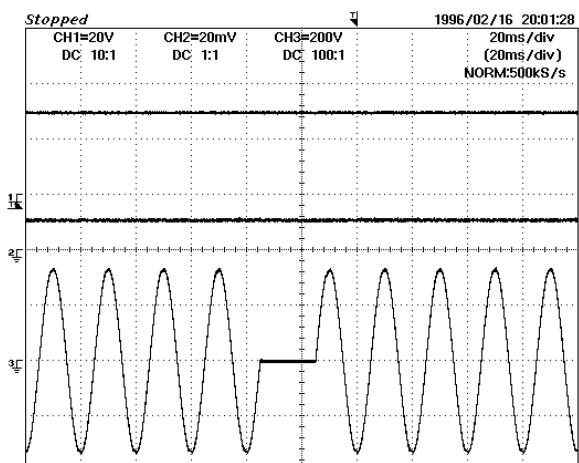 Stopped
T
1996/02/16 20:01:28
CH1=20V CH2=20mV CH3=200V 20ms/div
DC 10:1 DC 1:1 DC 100:1 (20ms/div)
NORM:500kS/s
1
T
2
3